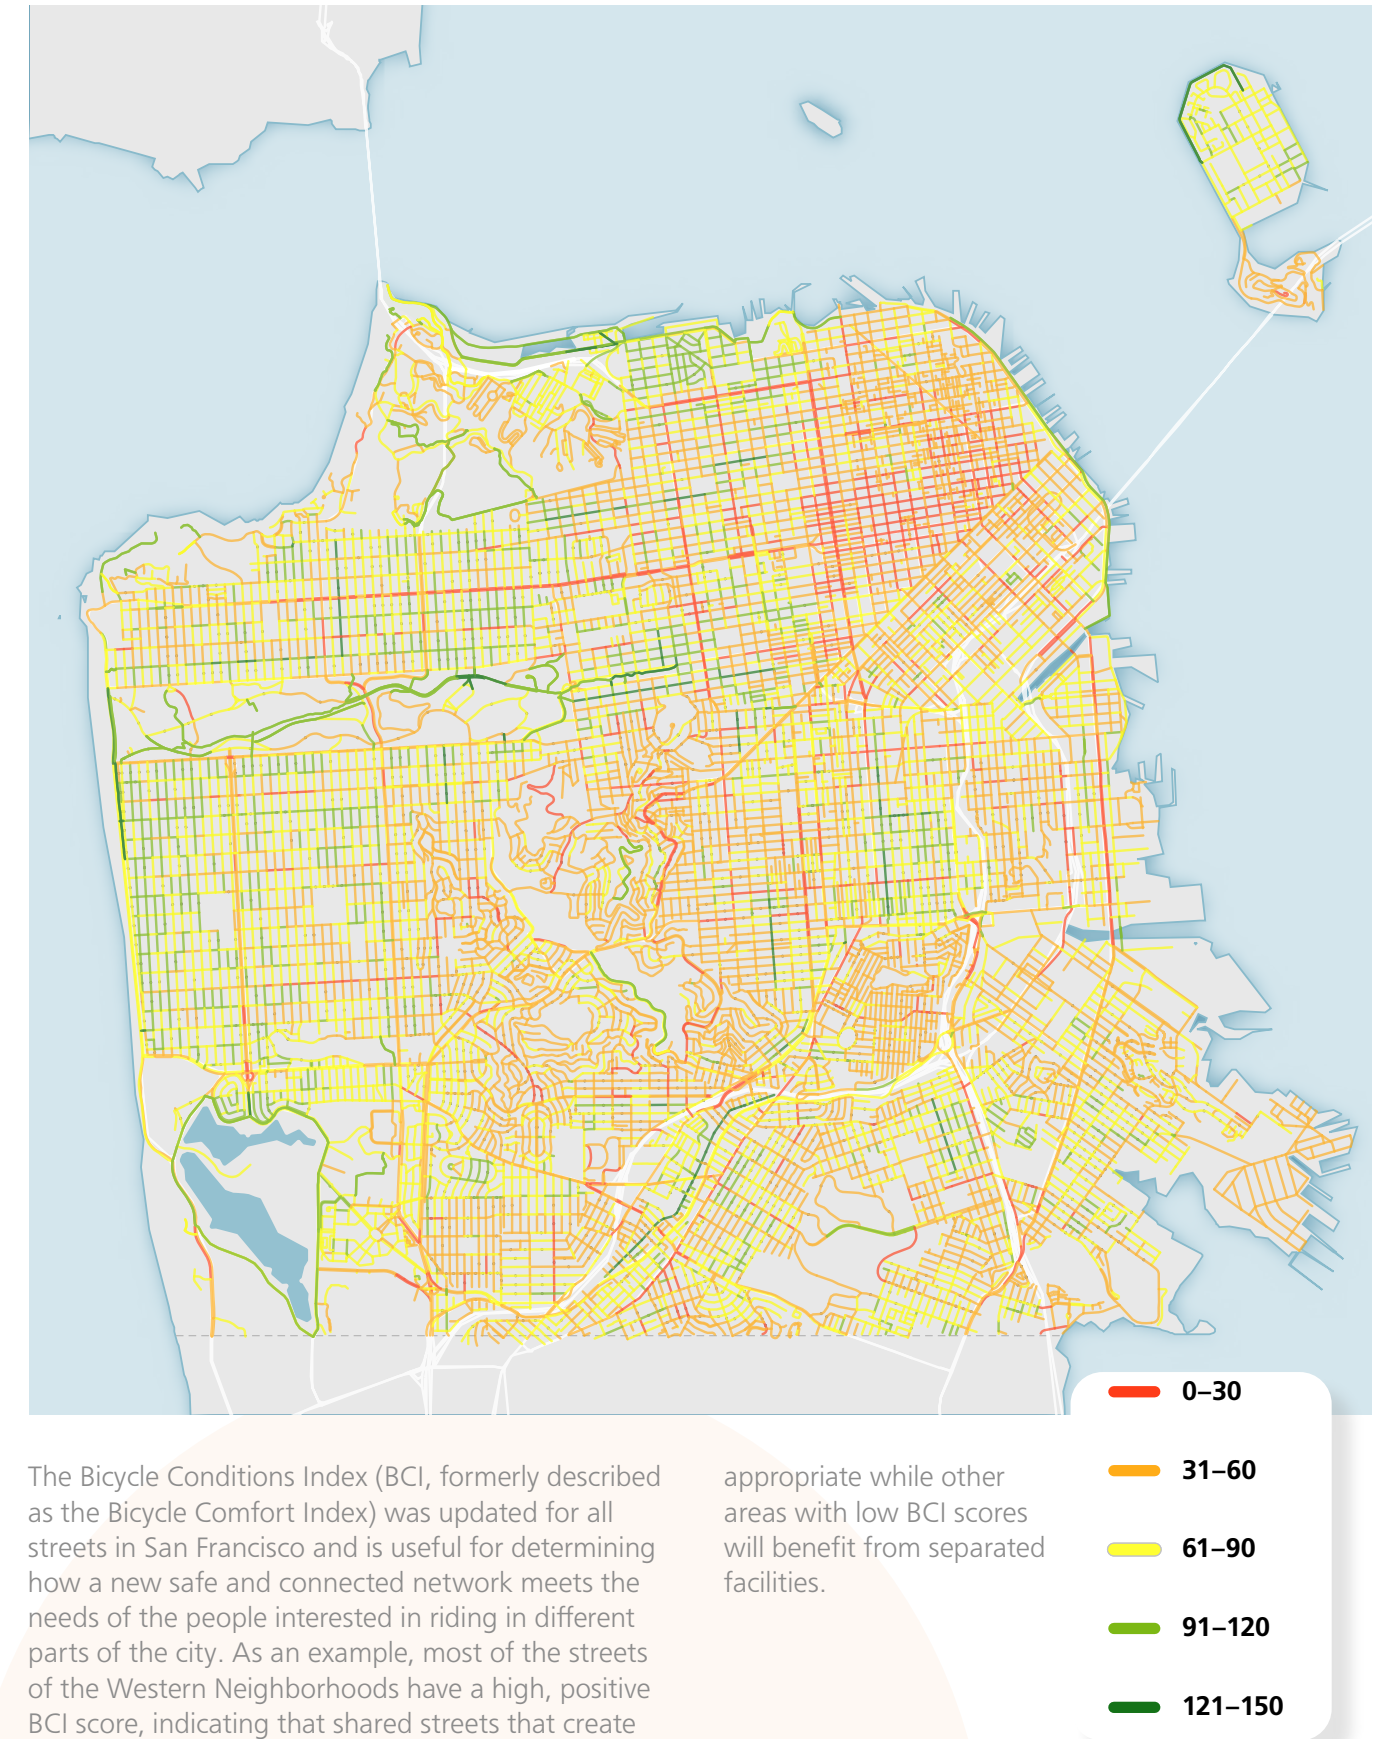 The Bicycle Conditions Index (BCI, formerly described
as the Bicycle Comfort Index) was updated for all
streets in San Francisco and is useful for determining
how a new safe and connected network meets the
needs of the people interested in riding in different
parts of the city. As an example, most of the streets
of the Western Neighborhoods have a high, positive
BCI score, indicating that shared streets that create
appropriate while other
areas with low BCI scores
will benefit from separated
facilities.
0–30
31–60
61–90
91–120
121–150